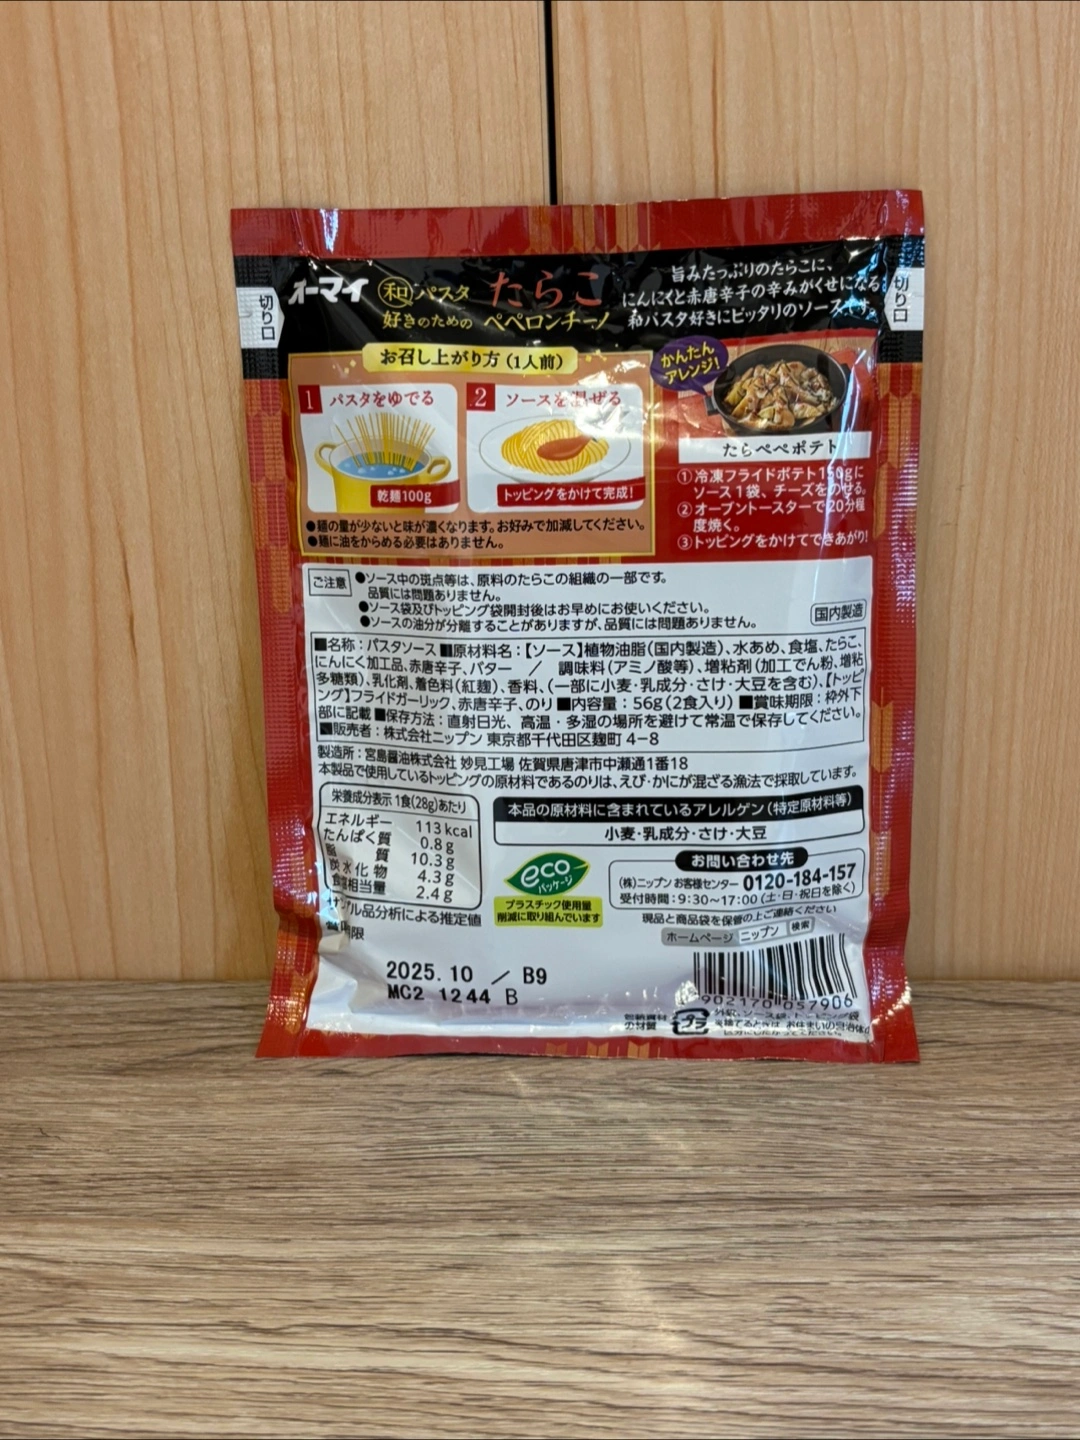 切り口
オーマイ 和パスタ 好きのための たらこ ペペロンチーノ
旨みたっぷりのたらこに、
にんにくと赤唐辛子の辛みがくせになる
和パスタ好きにピッタリのソースです。
切り口
お召し上がり方(1人前)
1 パスタをゆでる
乾麺100g
2 ソースを混ぜる
トッピングをかけて完成!
●麺の量が少ないと味が濃くなります。お好みで加減してください。
●麺に油をからめる必要はありません。
かんたん
アレンジ!
たらペペポテト
①冷凍フライドポテト150gに
ソース1袋、チーズをのせる。
②オーブントースターで20分程
度焼く。
③トッピングをかけてできあがり!
ご注意
●ソース中の斑点等は、原料のたらこの組織の一部です。
品質には問題ありません。
●ソース袋及びトッピング袋開封後はお早めにお使いください。
●ソースの油分が分離することがありますが、品質には問題ありません。
国内製造
■名称:パスタソース ■原材料名:【ソース】植物油脂(国内製造)、水あめ、食塩、たらこ、
にんにく加工品、赤唐辛子、バター / 調味料(アミノ酸等)、増粘剤(加工でん粉、増粘
多糖類)、乳化剤、着色料(紅麹)、香料、(一部に小麦・乳成分・さけ・大豆を含む)、【トッピ
ング】フライドガーリック、赤唐辛子、のり ■内容量:56g(2食入り) ■賞味期限:枠外下
部に記載 ■保存方法:直射日光、高温・多湿の場所を避けて常温で保存してください。
■販売者:株式会社ニップン 東京都千代田区麹町 4−8
製造所:宮島醤油株式会社 妙見工場 佐賀県唐津市中瀬通1番18
本製品で使用しているトッピングの原材料であるのりは、えび・かにが混ざる漁法で採取しています。
栄養成分表示 1食(28g)あたり
エネルギー 113kcal
たんぱく質 0.8g
脂質 10.3g
炭水化物 4.3g
食塩相当量 2.4g
サンプル品分析による推定値
本品の原材料に含まれているアレルゲン(特定原材料等)
小麦・乳成分・さけ・大豆
eco
パッケージ
プラスチック使用量
削減に取り組んでいます
お問い合わせ先
(株)ニップン お客様センター 0120-184-157
受付時間:9:30〜17:00(土・日・祝日を除く)
現品と商品袋を保管の上ご連絡ください
ホームページ ニップン 検索
2025.10 / B9
MC2 1244 B
902170 057906
包装資材
の材質
プラ
外袋、ソース袋、トッピング袋